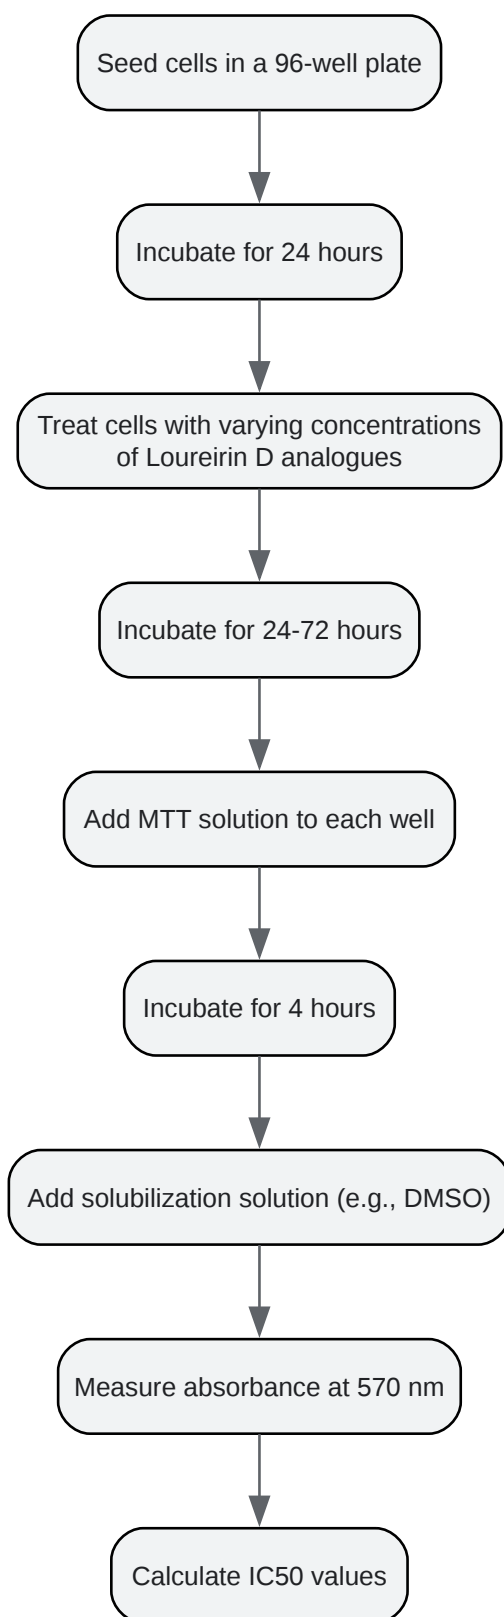 Seed cells in a 96-well plate
Incubate for 24 hours
Treat cells with varying concentrations
of Loureirin D analogues
Incubate for 24-72 hours
Add MTT solution to each well
Incubate for 4 hours
Add solubilization solution (e.g., DMSO)
Measure absorbance at 570 nm
Calculate IC50 values